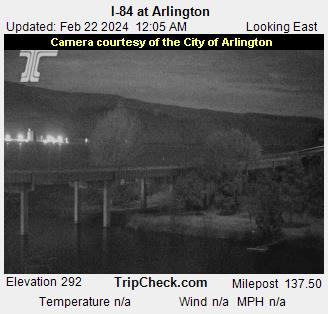 I-84 at Arlington
Updated: Feb 22 2024 12:05 AM Looking East
Camera courtesy of the City of Arlington
Elevation 292 TripCheck.com Milepost 137.50
Temperature n/a Wind n/a MPH n/a